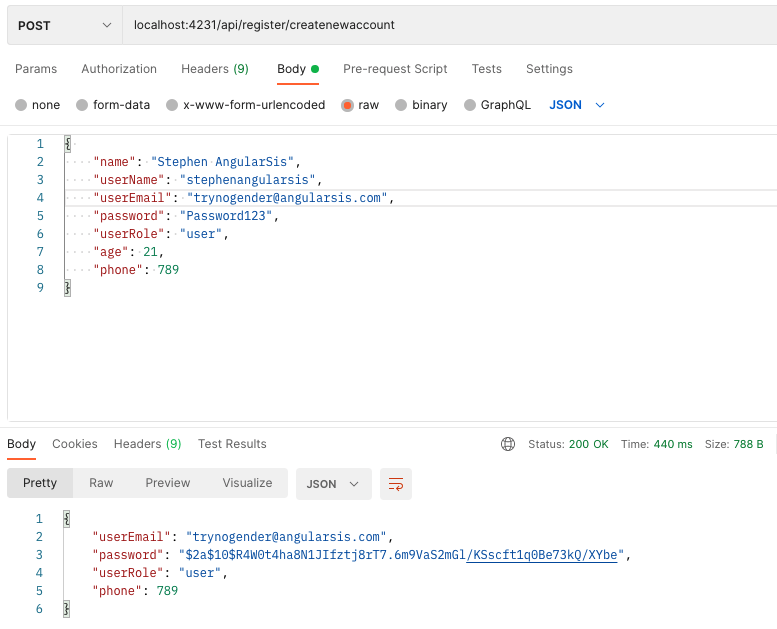 POST localhost:4231/api/register/createnewaccount
Params Authorization Headers (9) Body Pre-request Script Tests Settings
none form-data x-www-form-urlencoded raw binary GraphQL JSON
1 {
2 "name": "Stephen AngularSis",
3 "userName": "stephenangularsis",
4 "userEmail": "trynogender@angularsis.com",
5 "password": "Password123",
6 "userRole": "user",
7 "age": 21,
8 "phone": 789
9 }
Body Cookies Headers (9) Test Results Status: 200 OK Time: 440 ms Size: 788 B
Pretty Raw Preview Visualize JSON
1 {
2 "userEmail": "trynogender@angularsis.com",
3 "password": "$2a$10$R4W0t4ha8N1JIfztj8rT7.6m9VaS2mGl/KSscft1q0Be73kQ/XYbe",
4 "userRole": "user",
5 "phone": 789
6 }